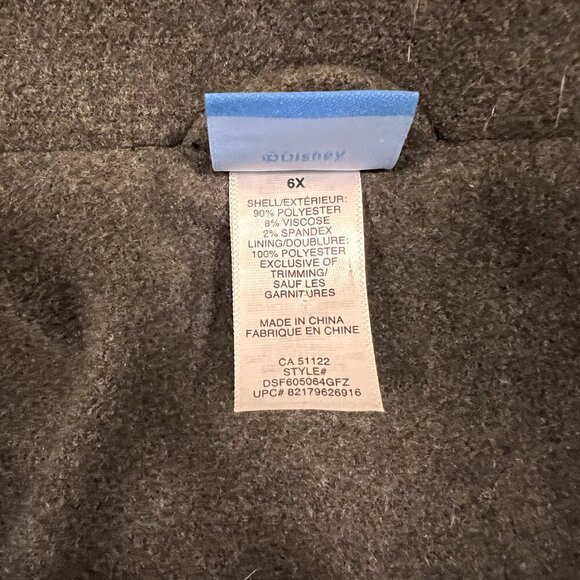 ©Disney
6X
SHELL/EXTÉRIEUR:
90% POLYESTER
8% VISCOSE
2% SPANDEX
LINING/DOUBLURE:
100% POLYESTER
EXCLUSIVE OF
TRIMMING/
SAUF LES
GARNITURES
MADE IN CHINA
FABRIQUE EN CHINE
CA 51122
STYLE#
DSF605064GFZ
UPC# 82179626916